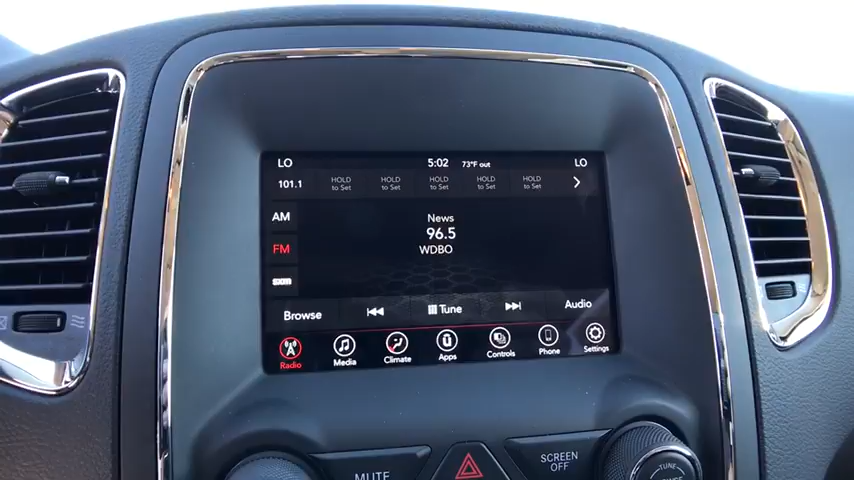 LO 5:02 73°F out LO
101.1 HOLD to Set HOLD to Set HOLD to Set HOLD to Set HOLD to Set
AM
News
96.5
FM
WDBO
sxm
Browse Tune Audio
Radio Media Climate Apps Controls Phone Settings
MUTE
SCREEN
OFF
TUNE